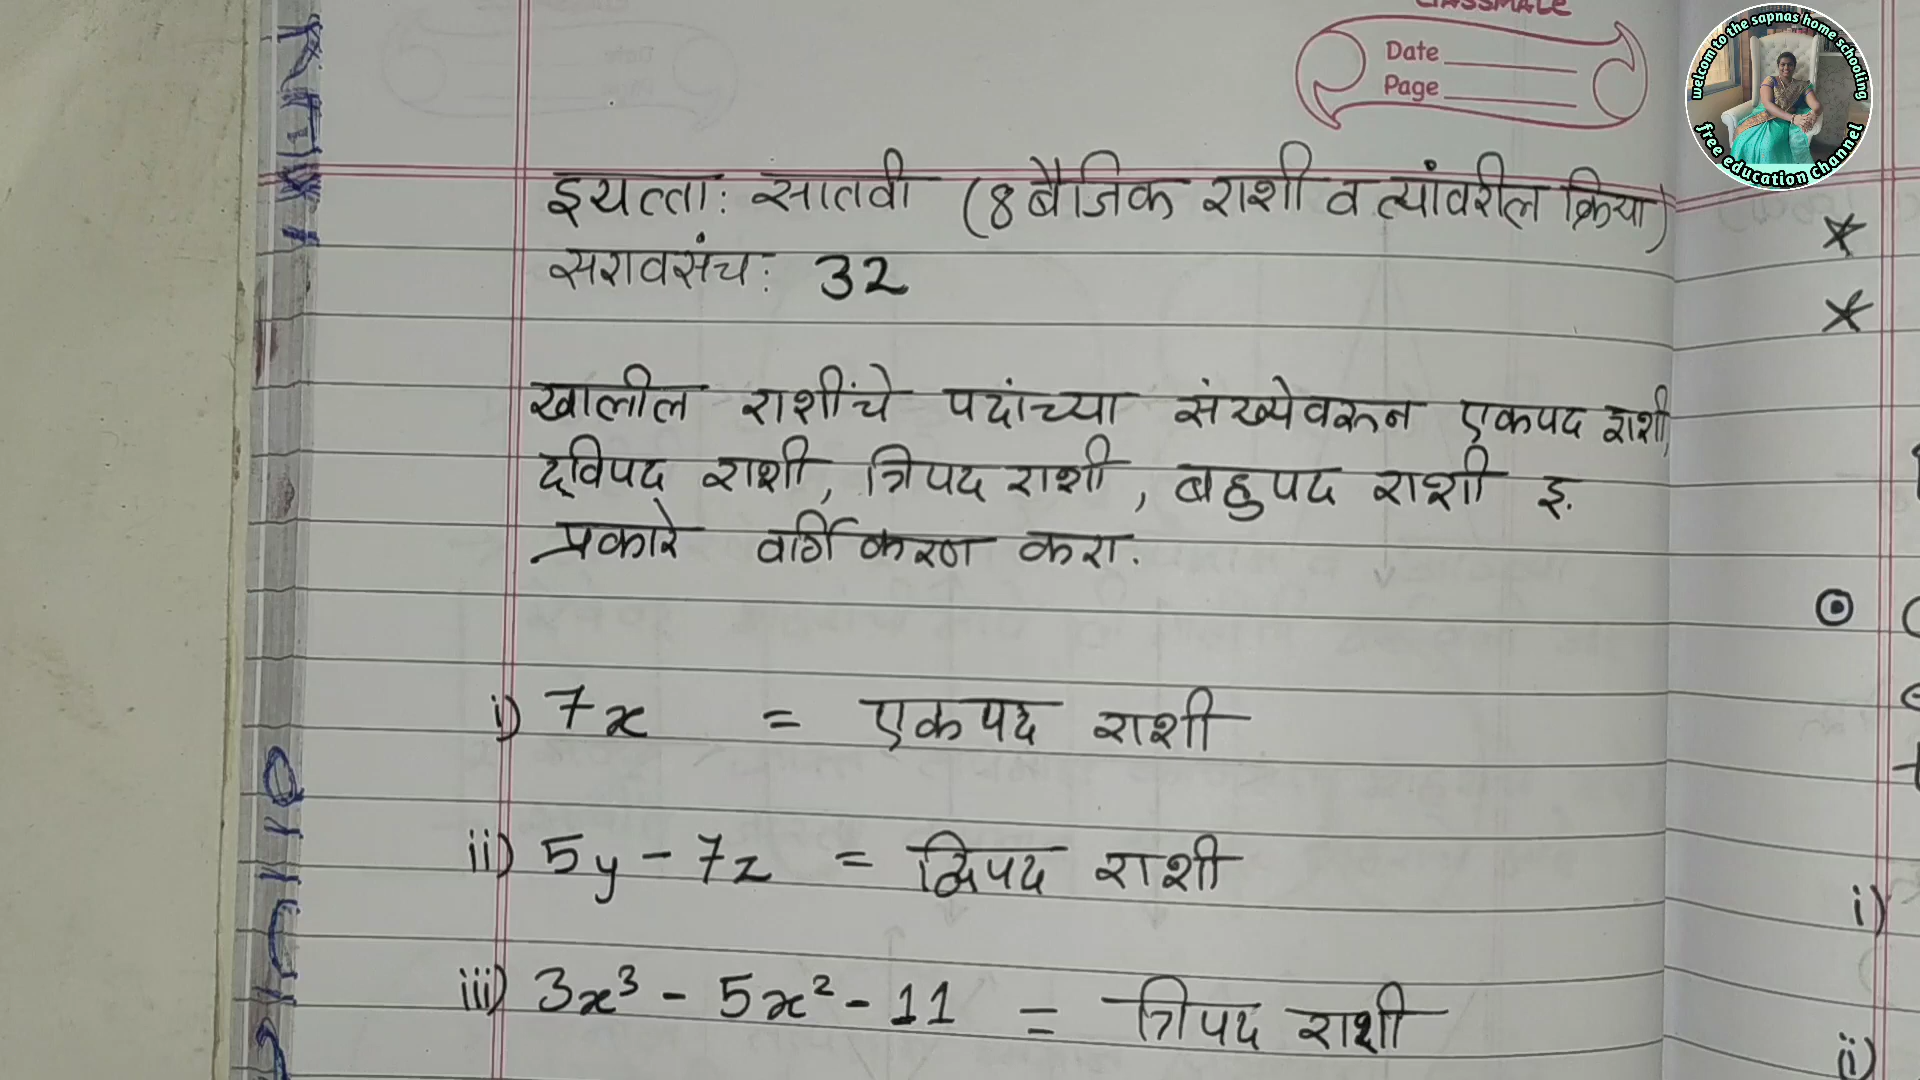 CLASSMATE
Date
Page
welcom to the sapnas home schooling
free education channel
इयत्ता: सातवी (8 बैजिक राशी व त्यांवरील क्रिया)
सरावसंच: 32
खालील राशींचे पदांच्या संख्येवरून एकपद राशी,
द्विपद राशी, त्रिपद राशी, बहुपद राशी इ.
प्रकारे वर्गिकरण करा.
i) 7x = एकपद राशी
ii) 5y - 7z = द्विपद राशी
iii) 3x³ - 5x² - 11 = त्रिपद राशी
i)
ii)